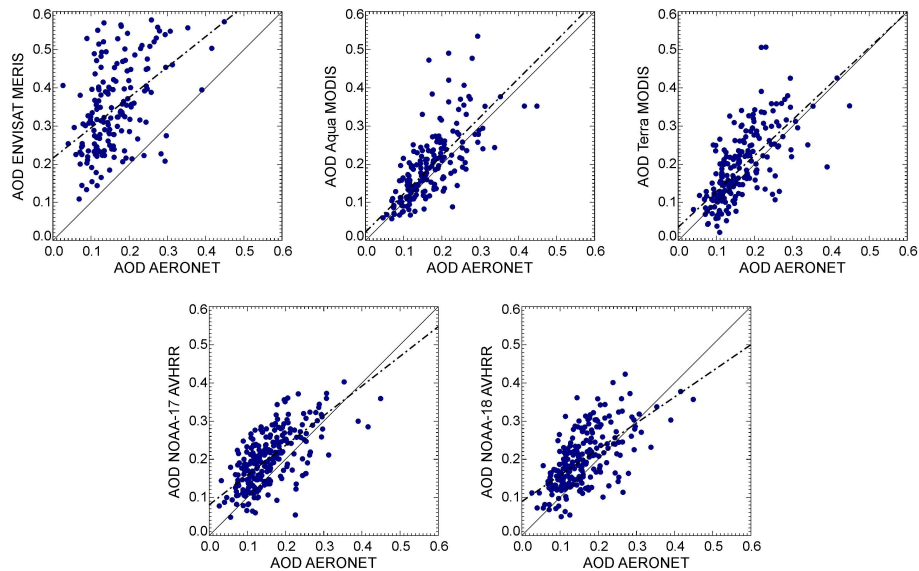 0.6
0.5
0.4
0.3
0.2
0.1
0.0
AOD ENVISAT MERIS
0.0 0.1 0.2 0.3 0.4 0.5 0.6
AOD AERONET
0.6
0.5
0.4
0.3
0.2
0.1
0.0
AOD Aqua MODIS
0.0 0.1 0.2 0.3 0.4 0.5 0.6
AOD AERONET
0.6
0.5
0.4
0.3
0.2
0.1
0.0
AOD Terra MODIS
0.0 0.1 0.2 0.3 0.4 0.5 0.6
AOD AERONET
0.6
0.5
0.4
0.3
0.2
0.1
0.0
AOD NOAA-17 AVHRR
0.0 0.1 0.2 0.3 0.4 0.5 0.6
AOD AERONET
0.6
0.5
0.4
0.3
0.2
0.1
0.0
AOD NOAA-18 AVHRR
0.0 0.1 0.2 0.3 0.4 0.5 0.6
AOD AERONET